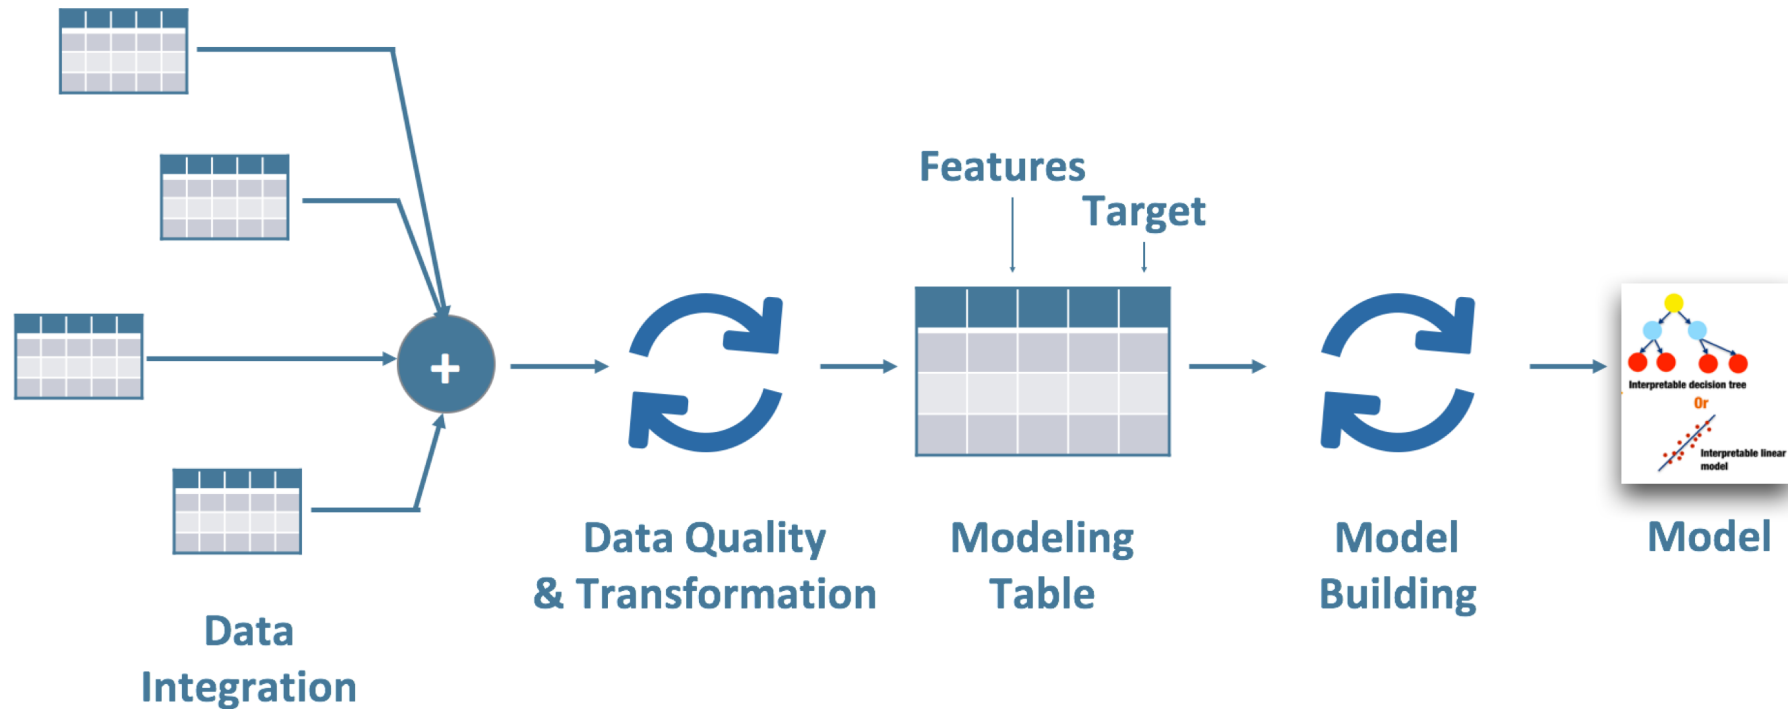 Features
Target
+
Data
Integration
Data Quality
& Transformation
Modeling
Table
Model
Building
Interpretable decision tree
Or
Interpretable linear
model
Model